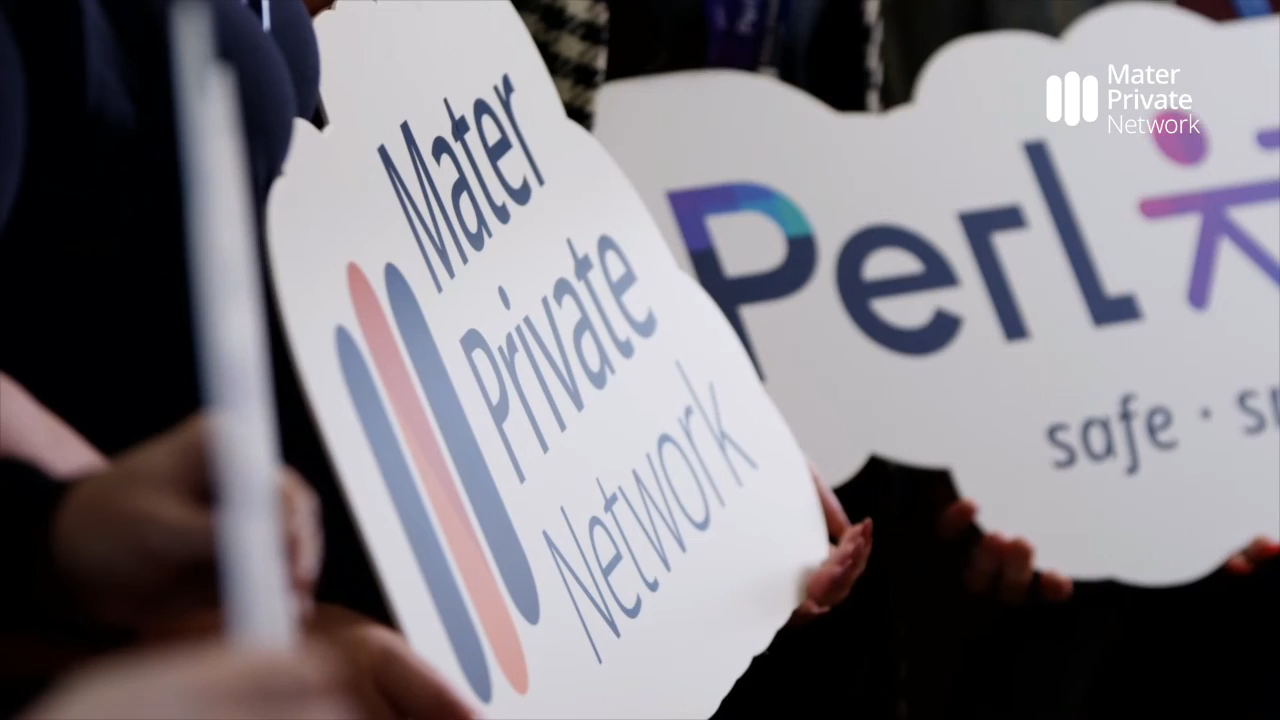 Mater
Private
Network
Mater
Private
Network
Perl
safe ·